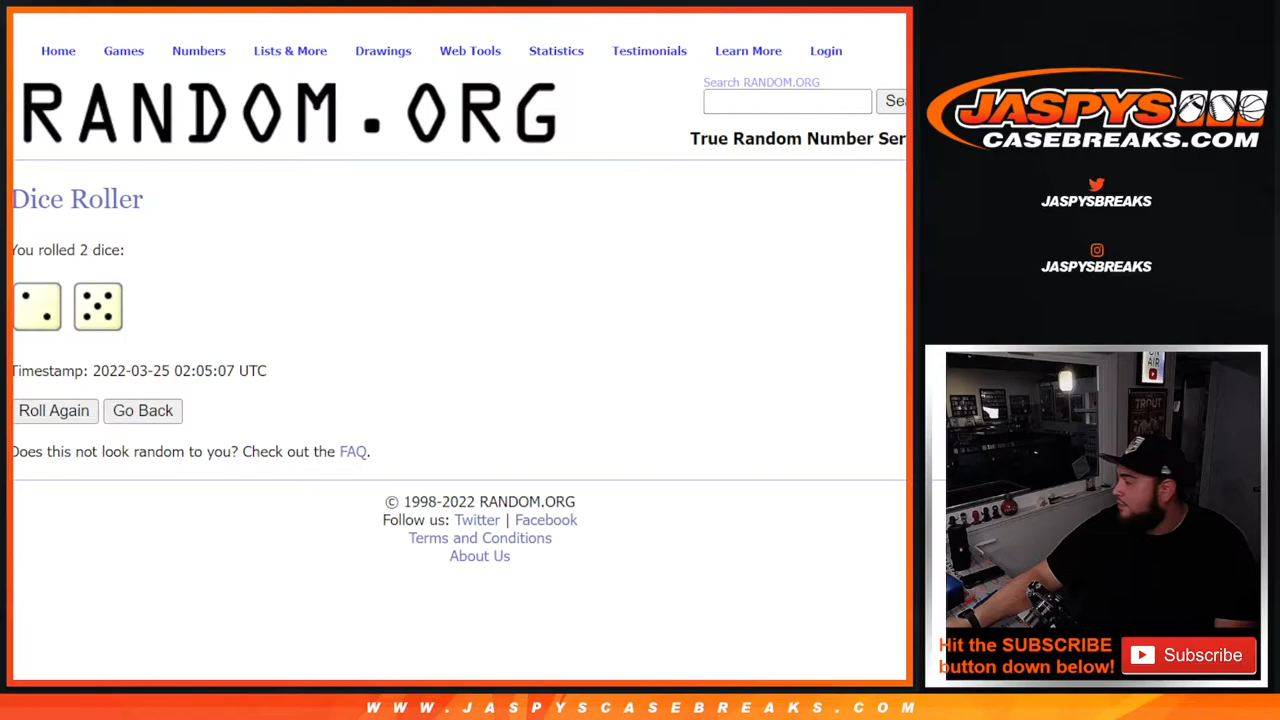 Home Games Numbers Lists & More Drawings Web Tools Statistics Testimonials Learn More Login
RANDOM.ORG
Search RANDOM.ORG
Sea
True Random Number Ser
Dice Roller
You rolled 2 dice:
Timestamp: 2022-03-25 02:05:07 UTC
Roll Again Go Back
Does this not look random to you? Check out the FAQ.
© 1998-2022 RANDOM.ORG
Follow us: Twitter | Facebook
Terms and Conditions
About Us
JASPYS
CASEBREAKS.COM
JASPYSBREAKS
JASPYSBREAKS
ON
AIR
TROUT
Hit the SUBSCRIBE
button down below!
Subscribe
WWW.JASPYSCASEBREAKS.COM